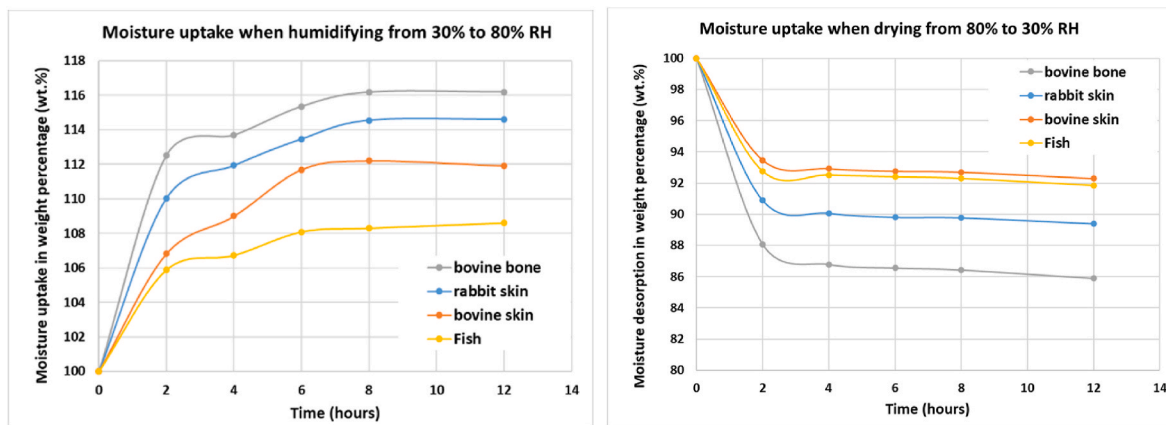 Moisture uptake when humidifying from 30% to 80% RH
Moisture uptake in weight percentage (wt.%)
118
116
114
112
110
108
106
104
102
100
bovine bone
rabbit skin
bovine skin
Fish
0 2 4 6 8 10 12 14
Time (hours)
Moisture uptake when drying from 80% to 30% RH
Moisture desorption in weight percentage (wt.%)
100
98
96
94
92
90
88
86
84
82
80
bovine bone
rabbit skin
bovine skin
Fish
0 2 4 6 8 10 12 14
Time (hours)